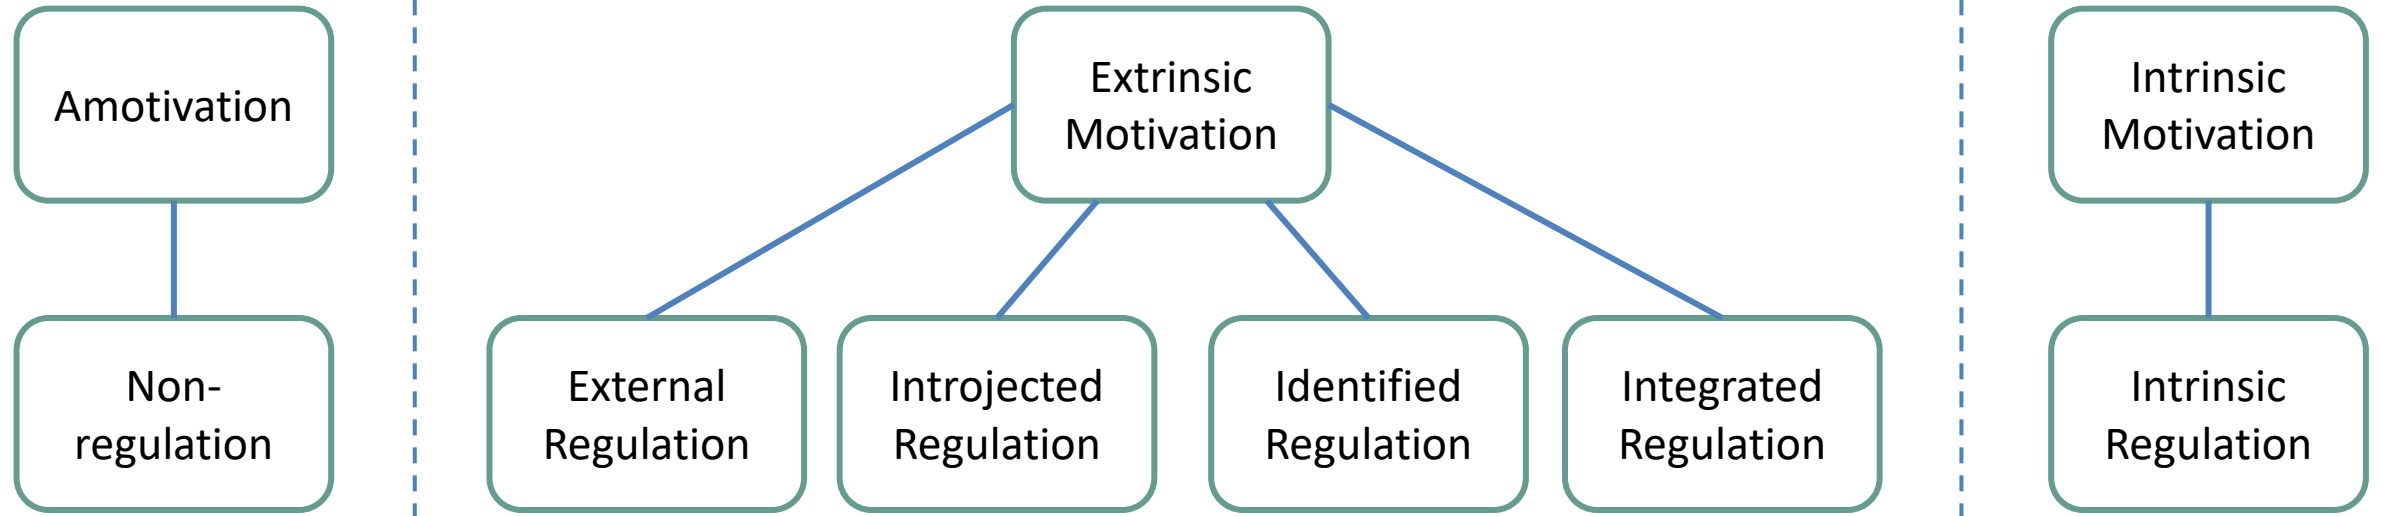 Amotivation
Extrinsic
Motivation
Intrinsic
Motivation
Non-
regulation
External
Regulation
Introjected
Regulation
Identified
Regulation
Integrated
Regulation
Intrinsic
Regulation